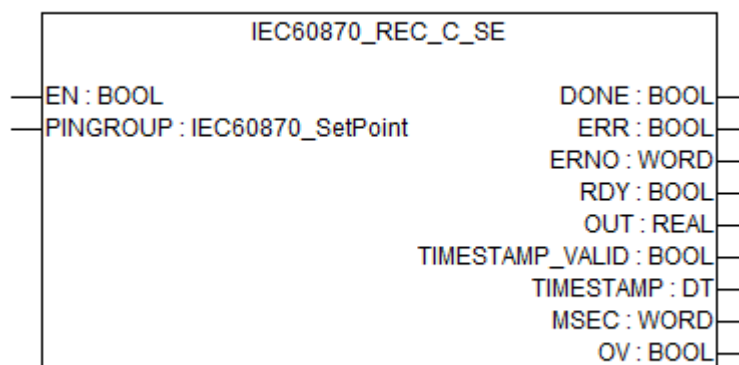 IEC60870_REC_C_SE
EN : BOOL DONE : BOOL
PINGROUP : IEC60870_SetPoint ERR : BOOL
ERNO : WORD
RDY : BOOL
OUT : REAL
TIMESTAMP_VALID : BOOL
TIMESTAMP : DT
MSEC : WORD
OV : BOOL